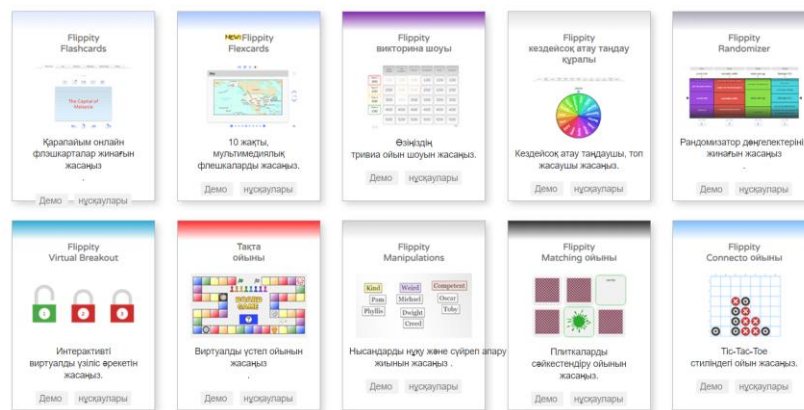 Flippity
Flashcards
The Capital of
Malaysia
Қарапайым онлайн
флэшкарталар жинағын
жасаңыз
.
Демо нұсқаулары
NEW! Flippity
Flexcards
10 жақты,
мультимедиялық
флешкаларды жасаңыз.
Демо нұсқаулары
Flippity
викторина шоуы
Өзіңіздің
тривиа ойын шоуын жасаңыз.
Демо нұсқаулары
Flippity
кездейсоқ атау таңдау
құралы
Кездейсоқ атау таңдаушы, топ
жасаушы жасаңыз.
Демо нұсқаулары
Flippity
Randomizer
Рандомизатор дөңгелектеріні
жинағын жасаңыз
.
Демо нұсқаулары
Flippity
Virtual Breakout
1 2 3
Интерактивті
виртуалды үзіліс әрекетін
жасаңыз.
Демо нұсқаулары
Тақта
ойыны
BOARD
GAME
?
Виртуалды үстел ойынын
жасаңыз
.
Демо нұсқаулары
Flippity
Manipulations
Kind Weird Competent
Pam Michael Oscar
Phyllis Dwight Toby
Creed
Нысандарды нұқу және сүйреп апару
жиынын жасаңыз .
Демо нұсқаулары
Flippity
Matching ойыны
Плиткаларды
сәйкестендіру ойынын
жасаңыз.
Демо нұсқаулары
Flippity
Connecto ойыны
Tic-Tac-Toe
стиліндегі ойын жасаңыз.
Демо нұсқаулары